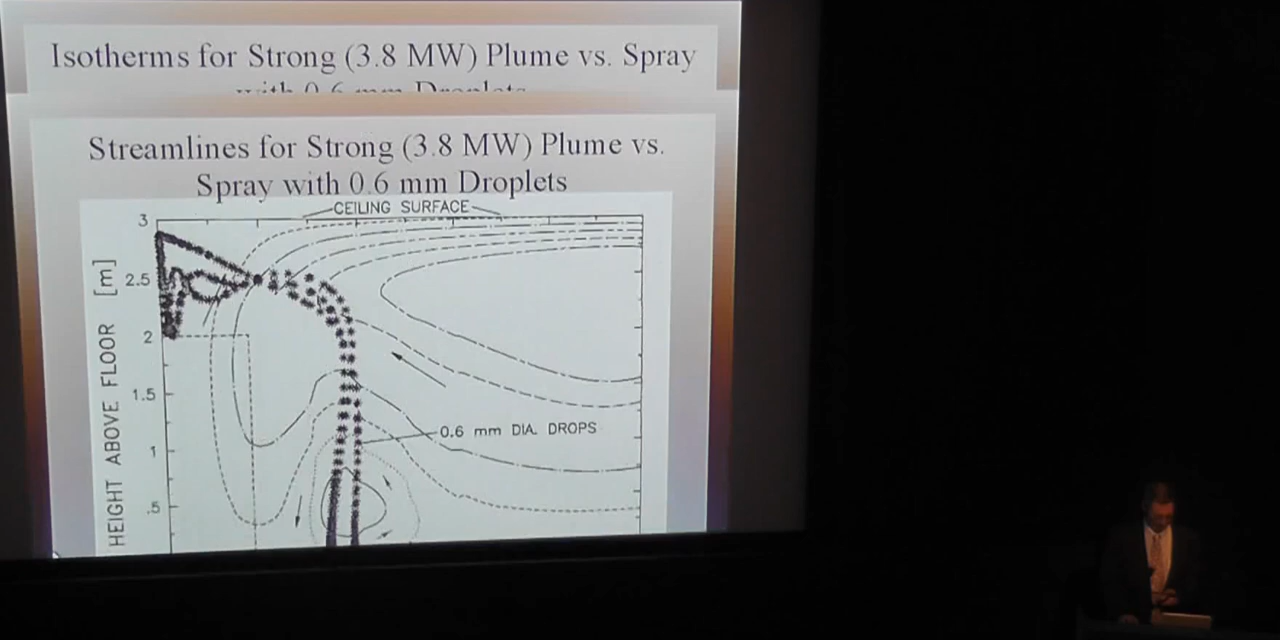 Isotherms for Strong (3.8 MW) Plume vs. Spray
with 0.6 mm Droplets
Streamlines for Strong (3.8 MW) Plume vs.
Spray with 0.6 mm Droplets
CEILING SURFACE
3
2.5
2
1.5
1
.5
HEIGHT ABOVE FLOOR [m]
0.6 mm DIA. DROPS